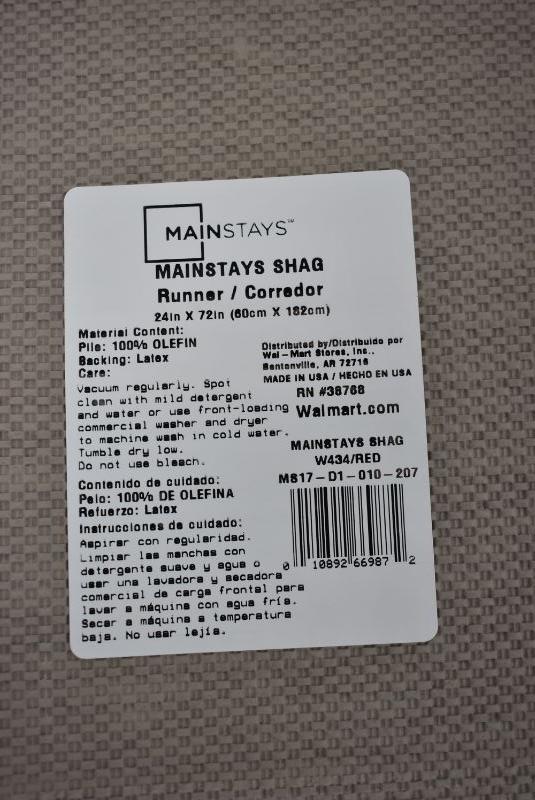 MAINSTAYS™
MAINSTAYS SHAG
Runner / Corredor
24in X 72in (60cm X 182cm)
Material Content:
Pile: 100% OLEFIN
Backing: Latex
Care:
Vacuum regularly. Spot
clean with mild detergent
and water or use front-loading
commercial washer and dryer
to machine wash in cold water.
Tumble dry low.
Do not use bleach.
Distributed by/Distribuido por
Wal-Mart Stores, Inc.,
Bentonville, AR 72716
MADE IN USA / HECHO EN USA
RN #38768
Walmart.com
MAINSTAYS SHAG
W434/RED
MS17-D1-010-207
0 10892 66987 2
Contenido de cuidado:
Pelo: 100% DE OLEFINA
Refuerzo: Latex
Instrucciones de cuidado:
Aspirar con regularidad.
Limpiar las manchas con
detergente suave y agua o
usar una lavadora y secadora
comercial de carga frontal para
lavar a máquina con agua fría.
Secar a máquina a temperatura
baja. No usar lejía.